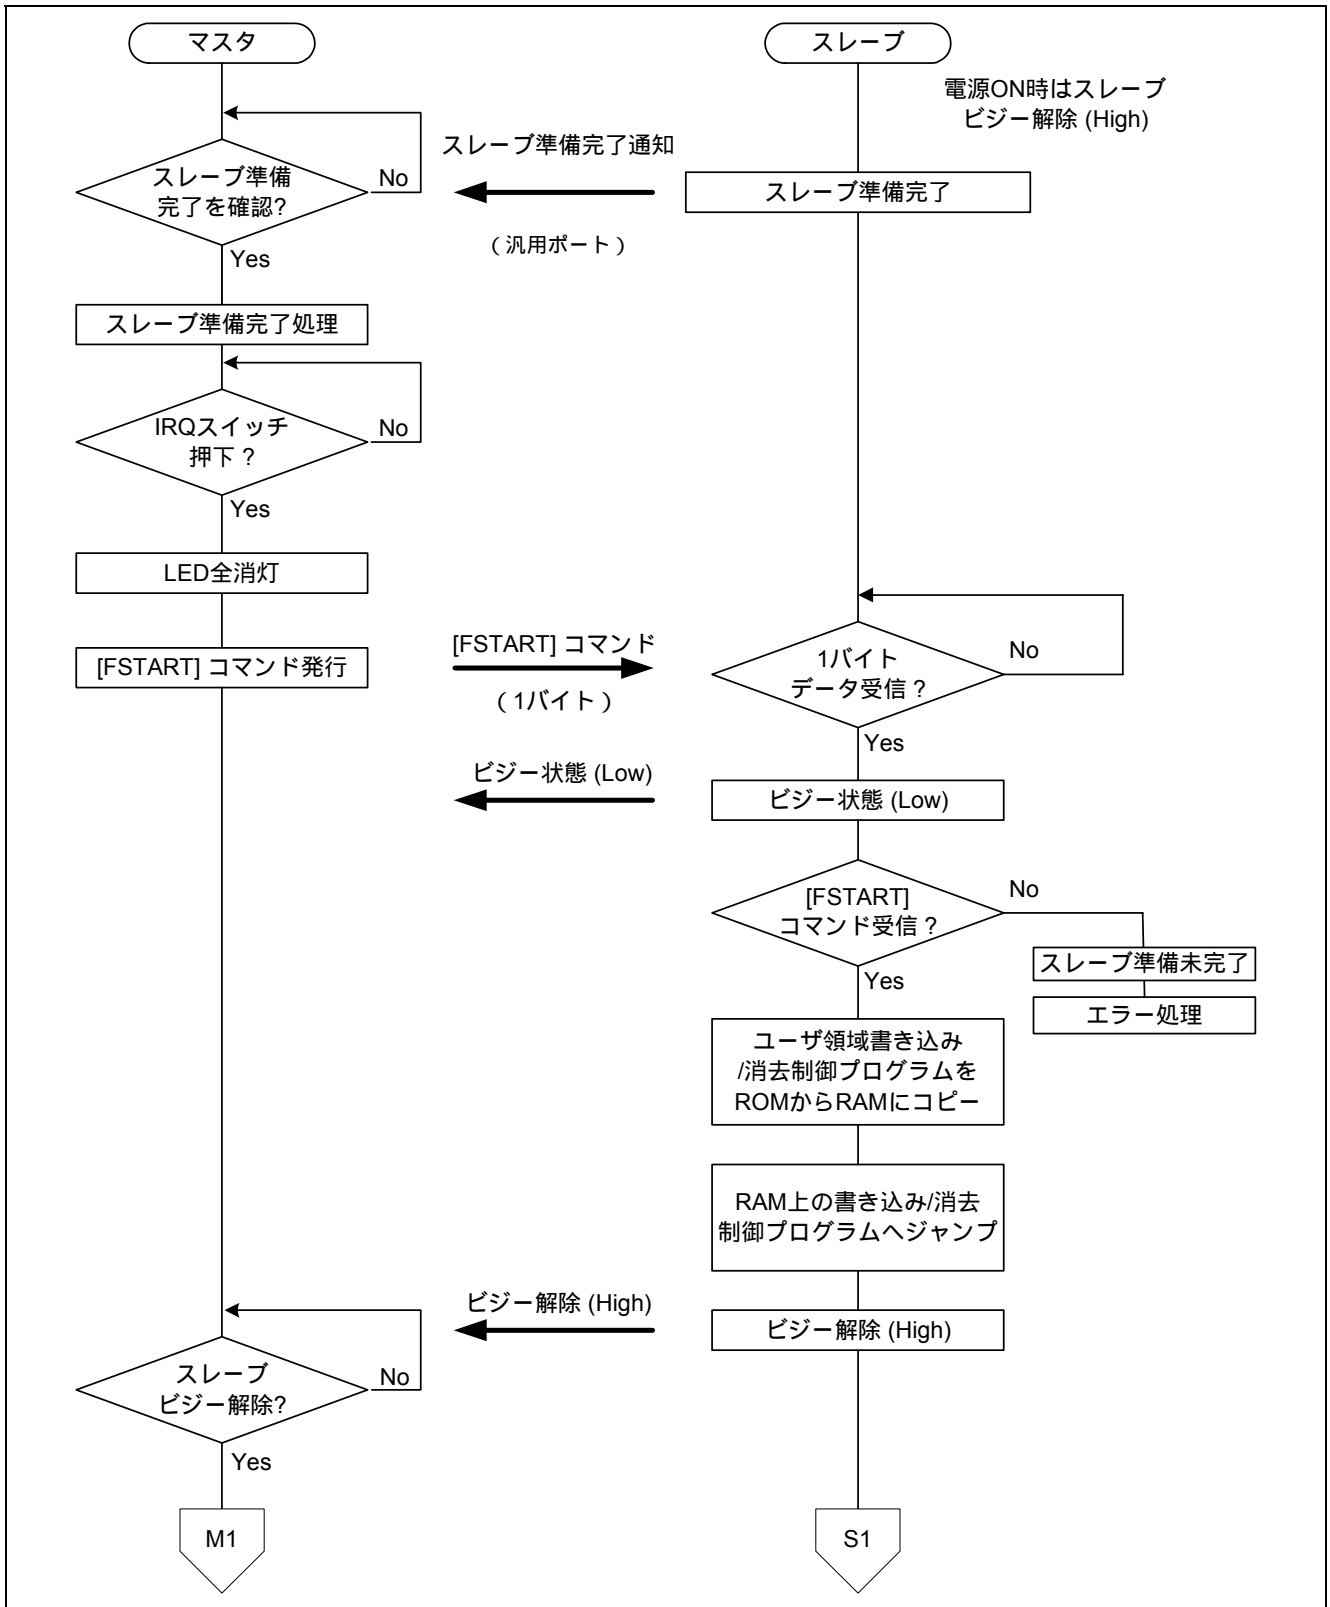 マスタ
スレーブ
電源ON時はスレーブ
ビジー解除 (High)
スレーブ準備完了通知
スレーブ準備
完了を確認?
No
スレーブ準備完了
（汎用ポート）
Yes
スレーブ準備完了処理
IRQスイッチ
押下？
No
Yes
LED全消灯
[FSTART] コマンド発行
[FSTART] コマンド
（1バイト）
1バイト
データ受信？
No
Yes
ビジー状態 (Low)
ビジー状態 (Low)
[FSTART]
コマンド受信？
No
スレーブ準備未完了
エラー処理
Yes
ユーザ領域書き込み
/消去制御プログラムを
ROMからRAMにコピー
RAM上の書き込み/消去
制御プログラムへジャンプ
ビジー解除 (High)
ビジー解除 (High)
スレーブ
ビジー解除?
No
Yes
M1
S1